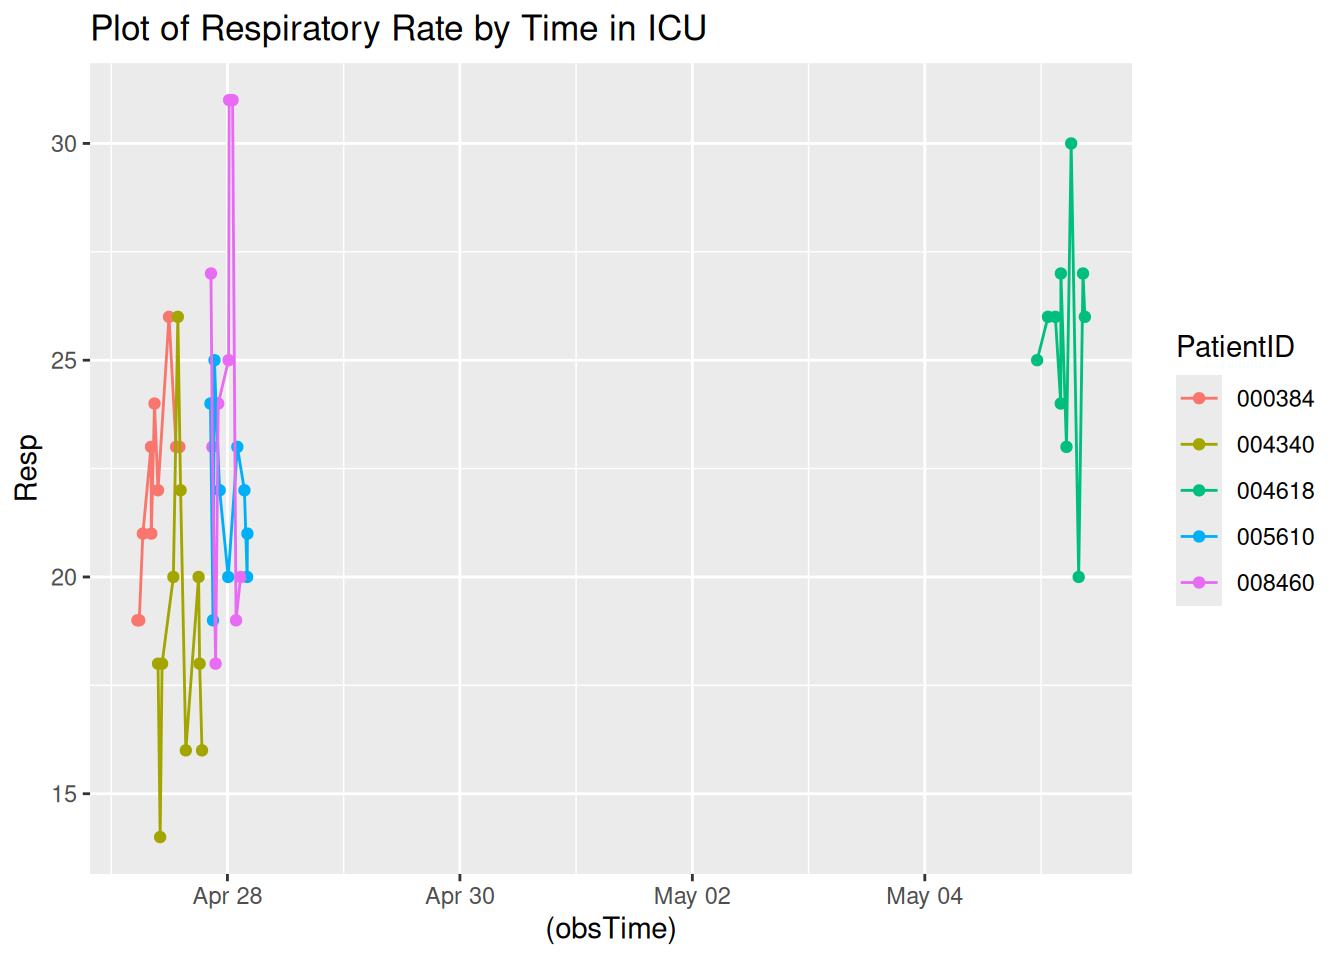 Plot of Respiratory Rate by Time in ICU
Resp
30
25
20
15
Apr 28
Apr 30
May 02
May 04
(obsTime)
PatientID
000384
004340
004618
005610
008460